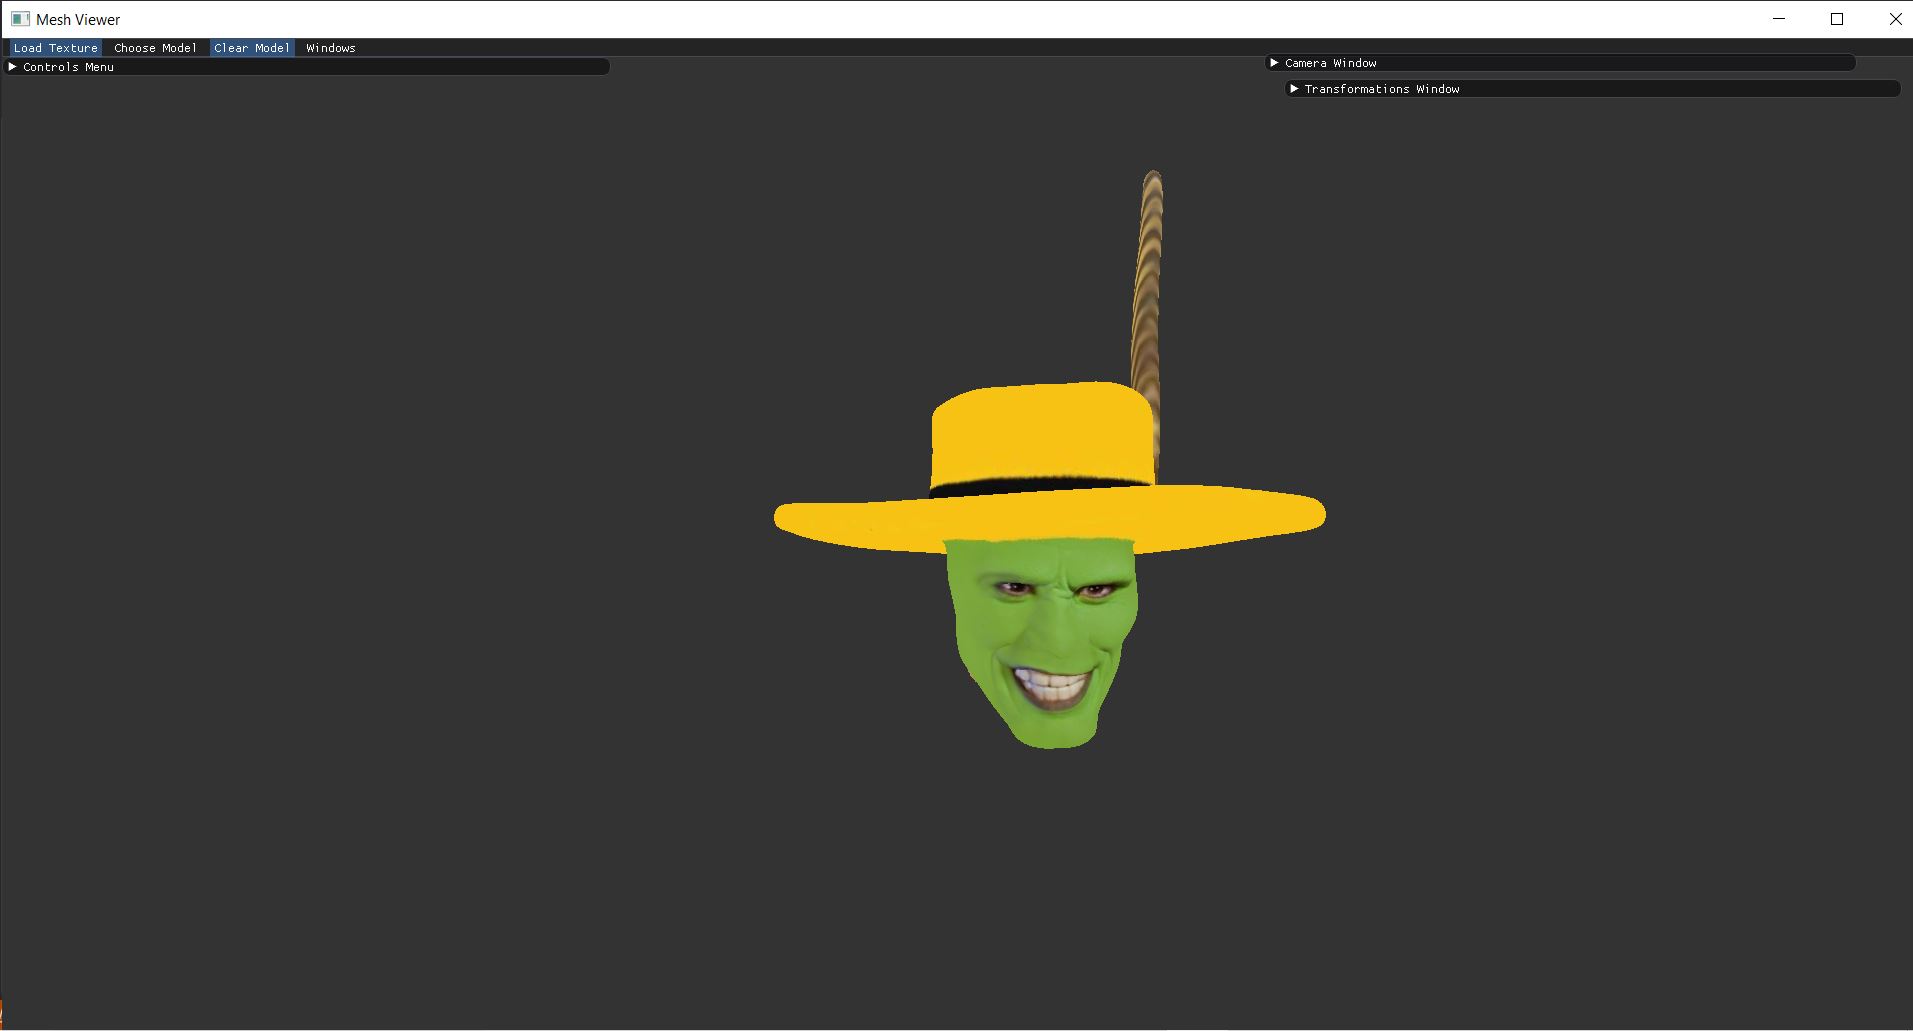 Mesh Viewer
Load Texture Choose Model Clear Model Windows
Controls Menu
Camera Window
Transformations Window